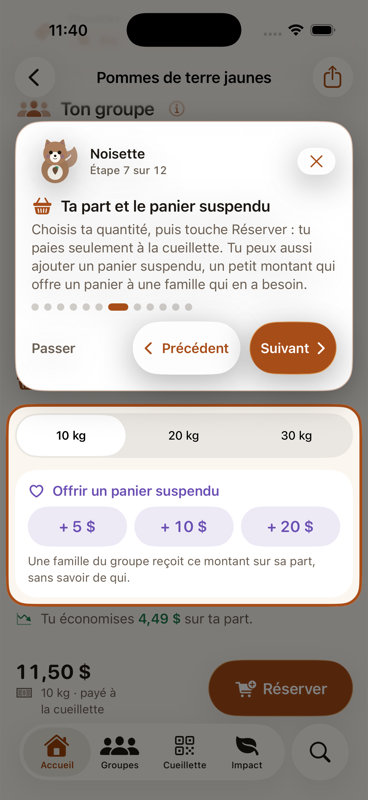 11:40
Pommes de terre jaunes
Ton groupe
Noisette
Étape 7 sur 12
Ta part et le panier suspendu
Choisis ta quantité, puis touche Réserver : tu
paies seulement à la cueillette. Tu peux aussi
ajouter un panier suspendu, un petit montant qui
offre un panier à une famille qui en a besoin.
Passer
Précédent
Suivant
10 kg
20 kg
30 kg
Offrir un panier suspendu
+ 5 $
+ 10 $
+ 20 $
Une famille du groupe reçoit ce montant sur sa part,
sans savoir de qui.
Tu économises 4,49 $ sur ta part.
11,50 $
10 kg · payé à
la cueillette
Réserver
Accueil
Groupes
Cueillette
Impact